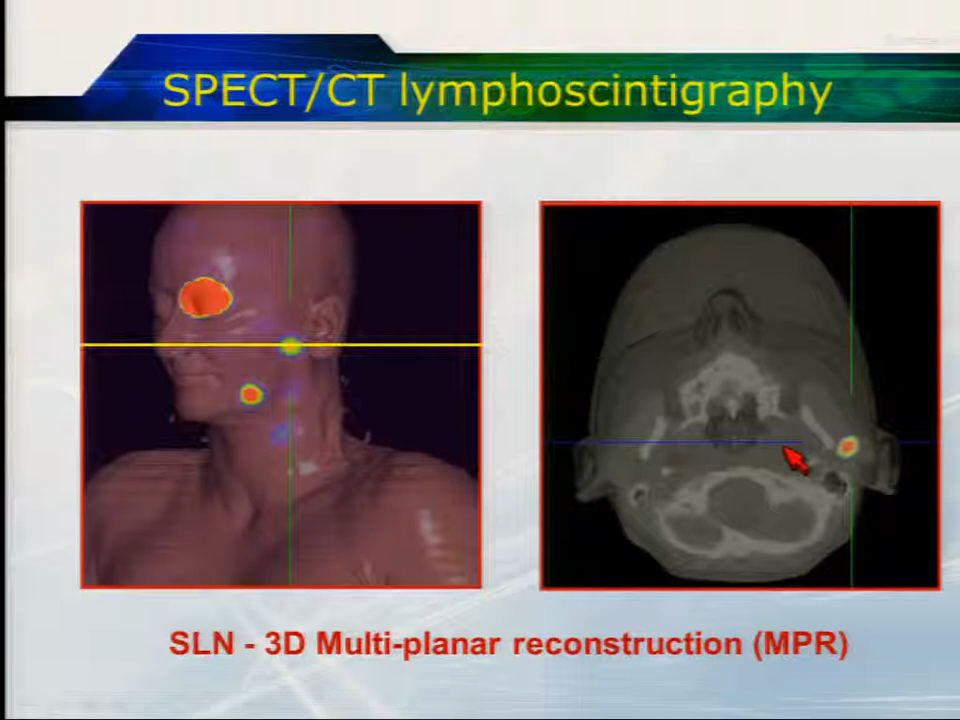 SPECT/CT lymphoscintigraphy
SLN - 3D Multi-planar reconstruction (MPR)